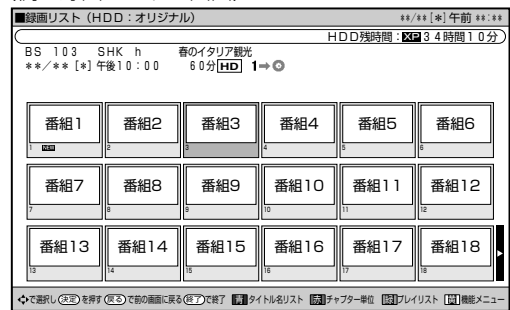 ■録画リスト(HDD:オリジナル) **/**[*]午前**:**
HDD残時間:XP34時間10分
BS 103 SHK h 春のイタリア観光
**/**[*]午後10:00 60分 HD 1➡
番組1 番組2 番組3 番組4 番組5 番組6
1 NEW 2 3 4 5 6
番組7 番組8 番組9 番組10 番組11 番組12
7 8 9 10 11 12
番組13 番組14 番組15 番組16 番組17 番組18
13 14 15 16 17 18
で選択し 決定 を押す 戻る で前の画面に戻る 終了 で終了 青 タイトル名リスト 赤 チャプター単位 緑 プレイリスト 黄 機能メニュー